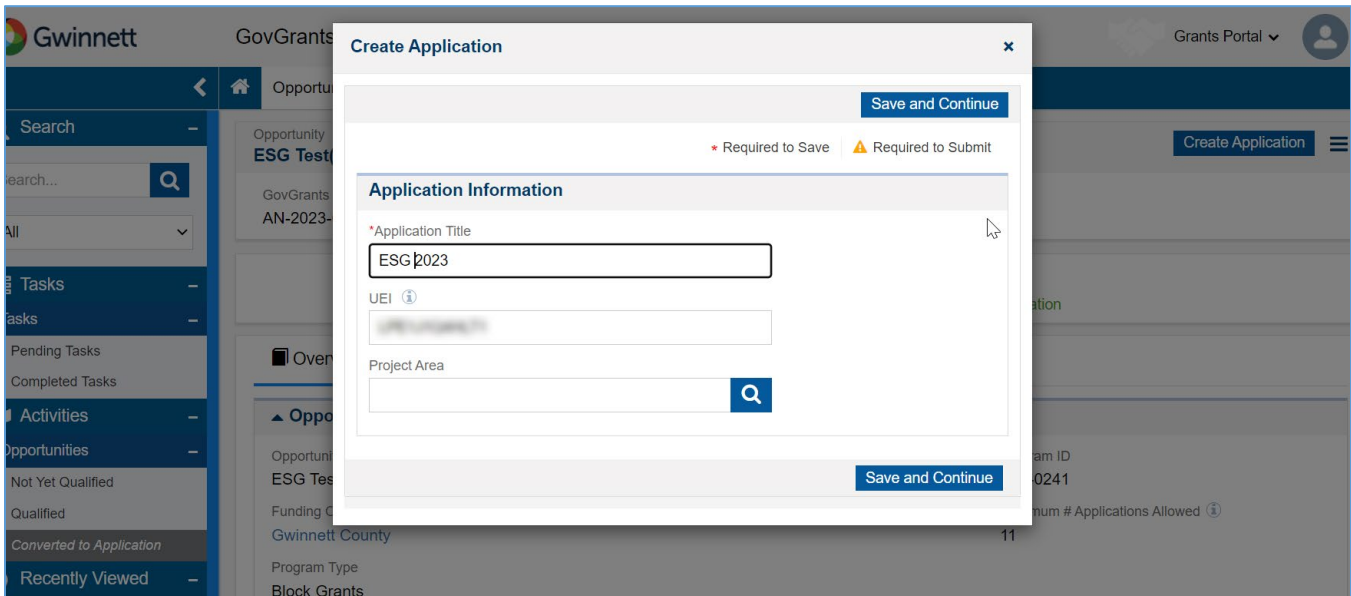 Gwinnett
GovGrants
Grants Portal
Create Application
×
Opportu
Save and Continue
* Required to Save
Required to Submit
Search
Opportunity
ESG Test(
Create Application
earch...
GovGrants
AN-2023-
Application Information
*Application Title
ESG 2023
All
Tasks
UEI
ation
asks
Pending Tasks
Completed Tasks
Over
Project Area
Activities
Oppo
Opportunities
Opportuni
ESG Tes
ram ID
0241
Not Yet Qualified
Save and Continue
Qualified
Funding O
mum # Applications Allowed
Gwinnett County
11
Converted to Application
Program Type
Block Grants
Recently Viewed